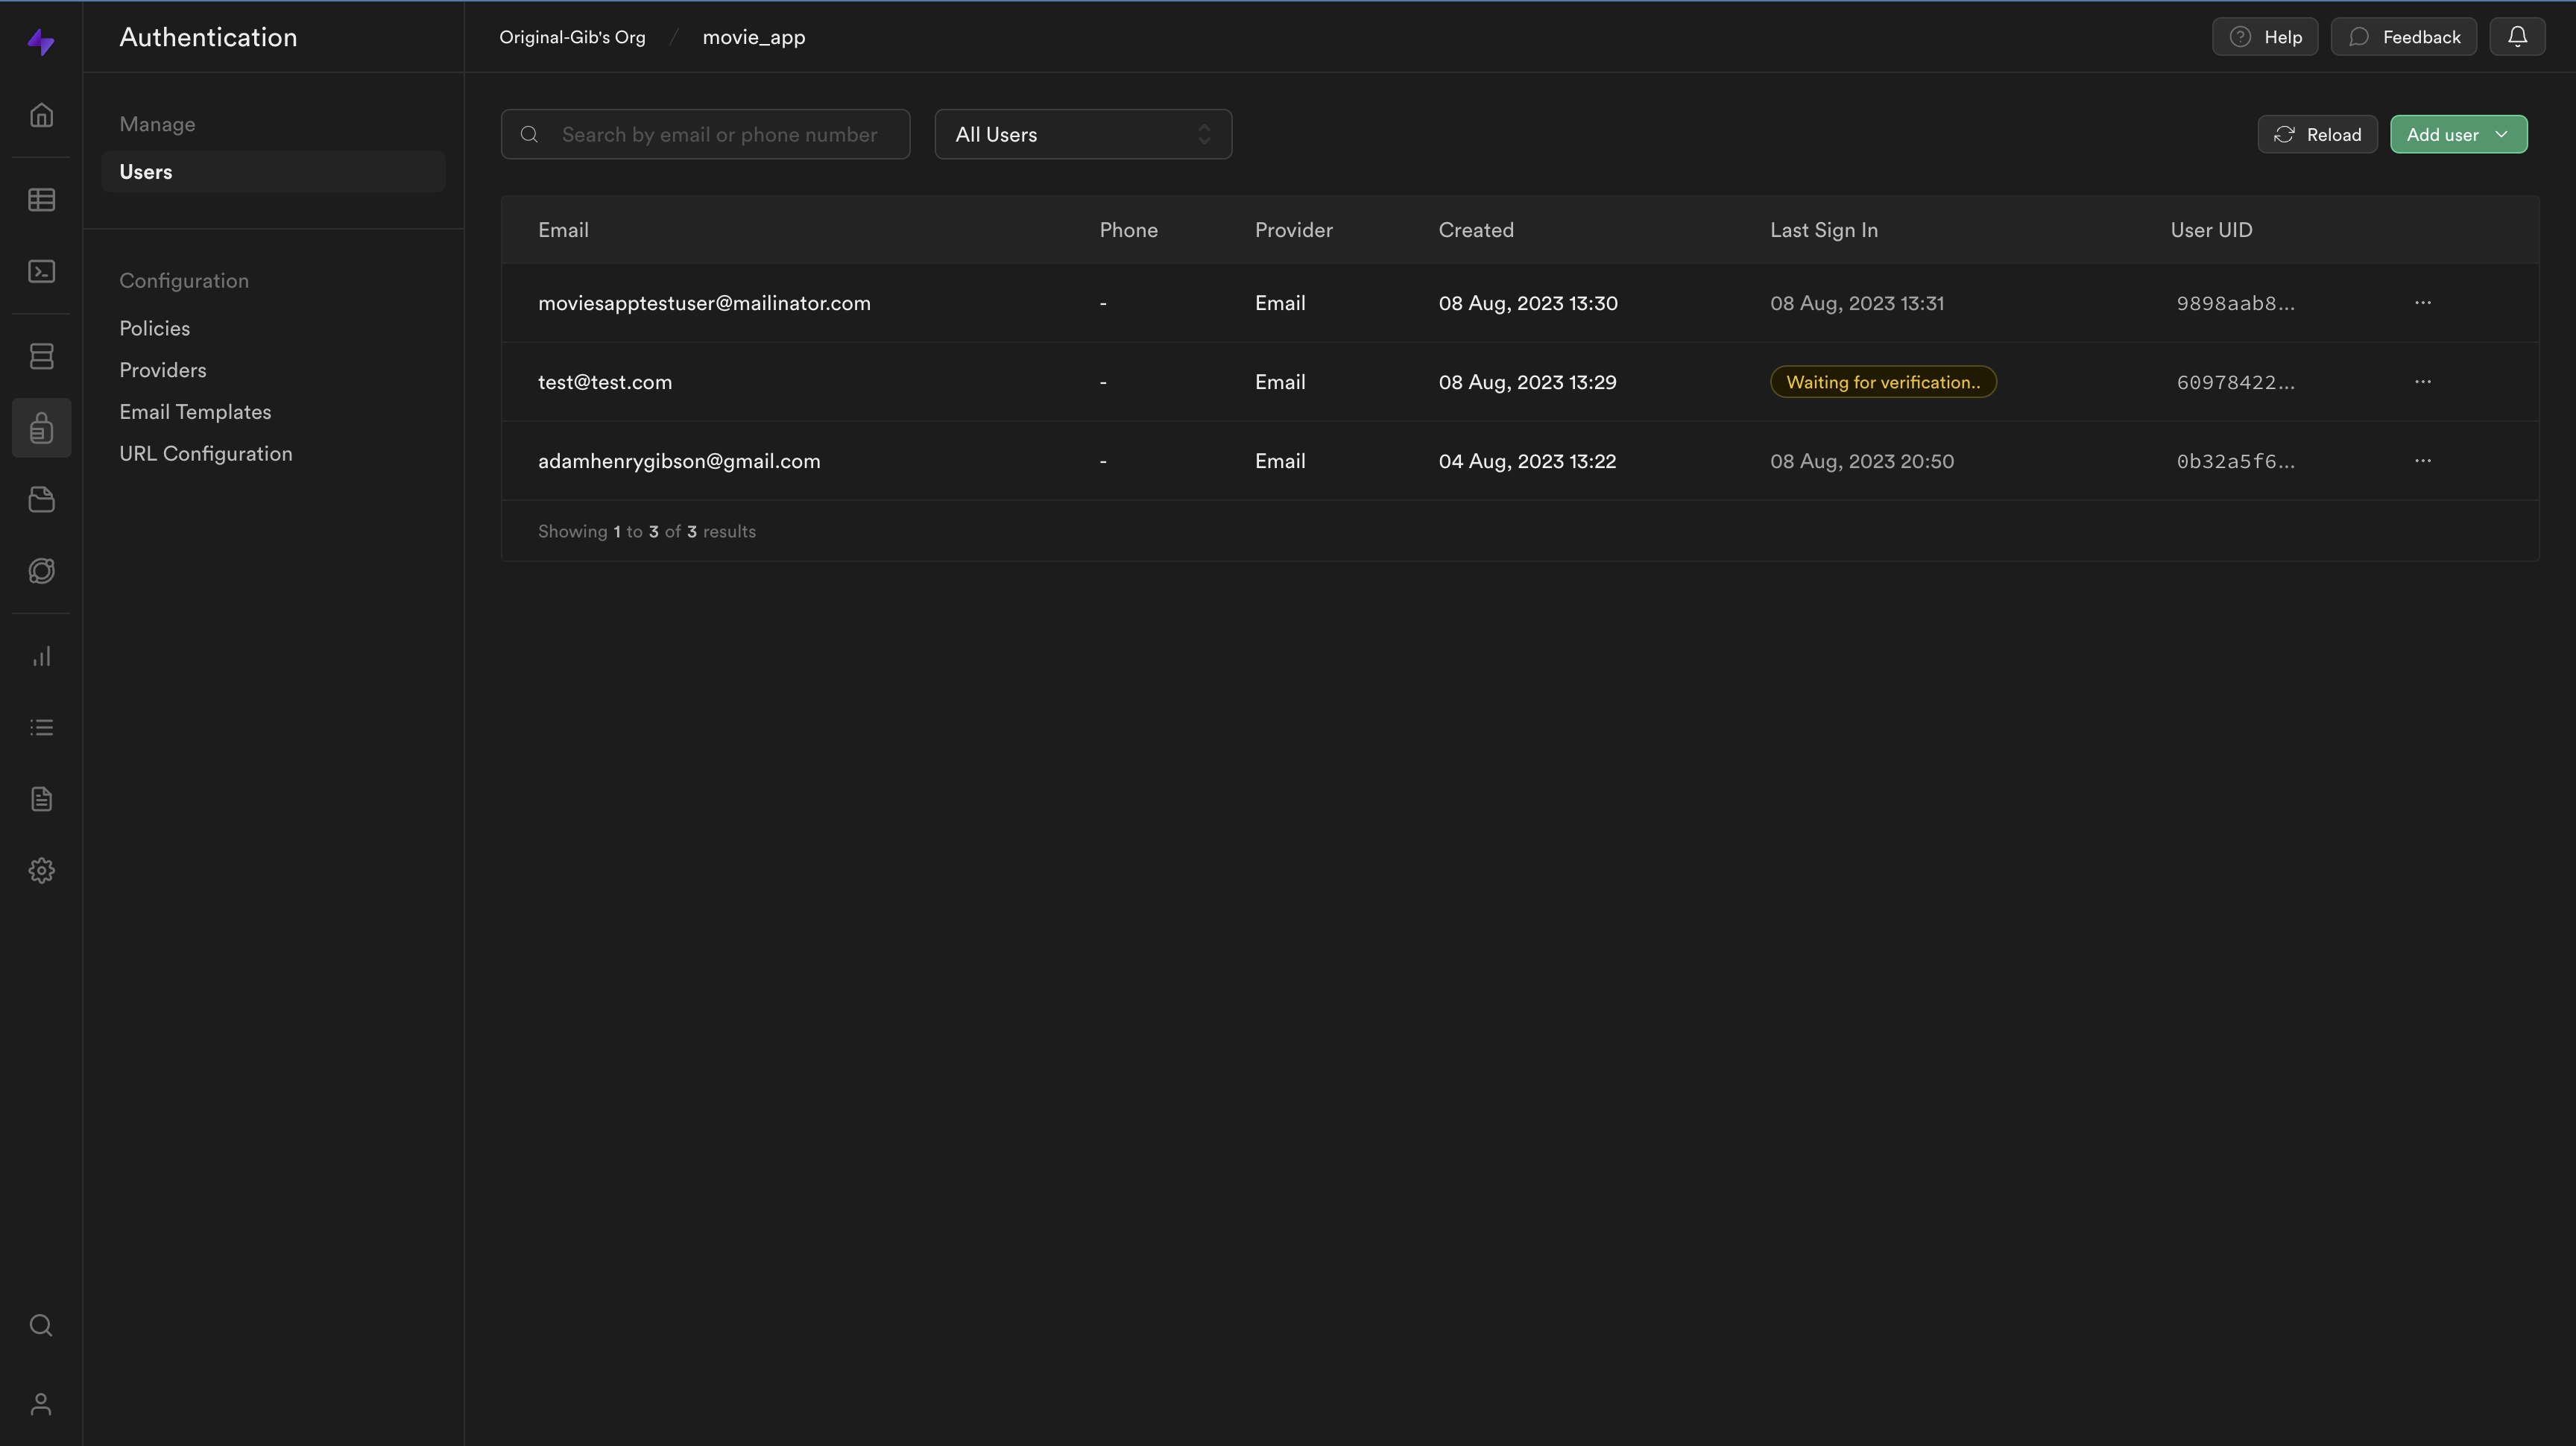 Authentication
Original-Gib's Org / movie_app
Help
Feedback
Manage
Users
Configuration
Policies
Providers
Email Templates
URL Configuration
Search by email or phone number
All Users
Reload
Add user
Email Phone Provider Created Last Sign In User UID
moviesapptestuser@mailinator.com - Email 08 Aug, 2023 13:30 08 Aug, 2023 13:31 9898aab8... ...
test@test.com - Email 08 Aug, 2023 13:29 Waiting for verification.. 60978422... ...
adamhenrygibson@gmail.com - Email 04 Aug, 2023 13:22 08 Aug, 2023 20:50 0b32a5f6... ...
Showing 1 to 3 of 3 results